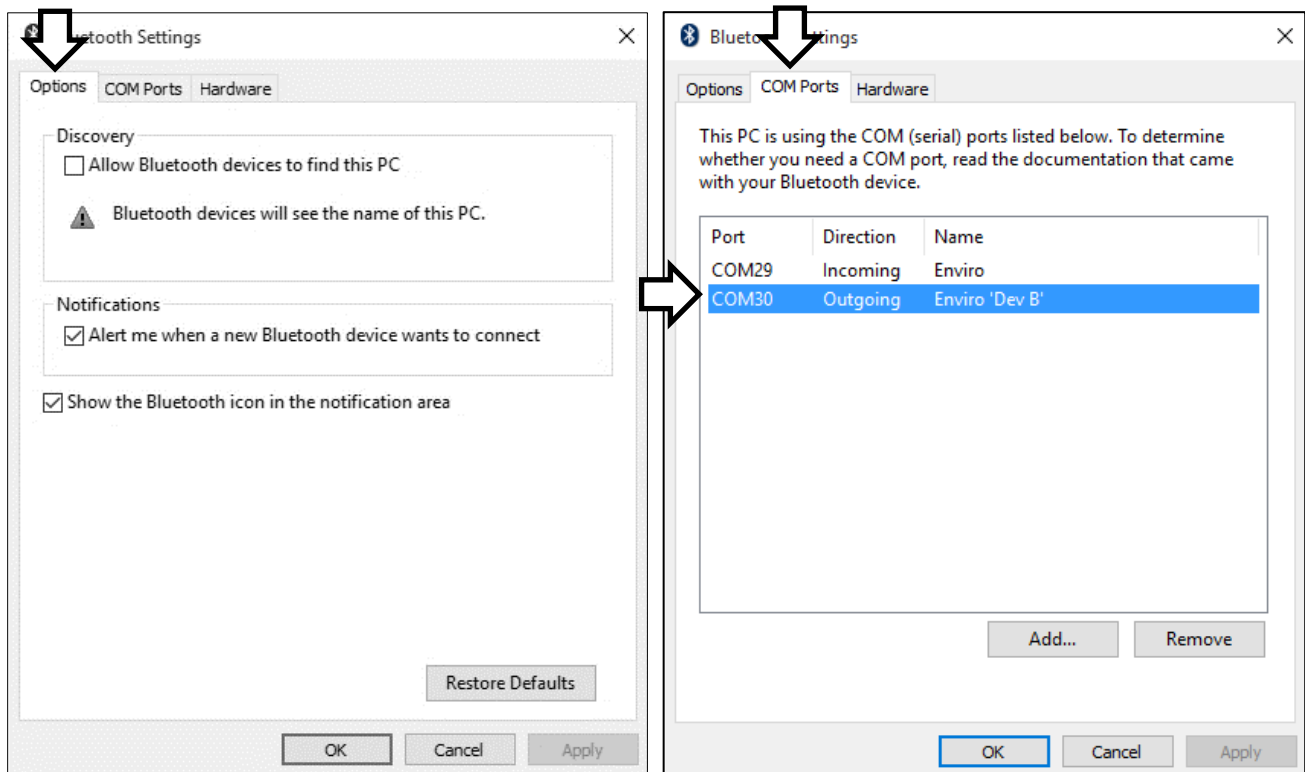 tooth Settings
Options COM Ports Hardware
Discovery
Allow Bluetooth devices to find this PC
Bluetooth devices will see the name of this PC.
Notifications
Alert me when a new Bluetooth device wants to connect
Show the Bluetooth icon in the notification area
Restore Defaults
OK Cancel Apply
Blueto ttings
Options COM Ports Hardware
This PC is using the COM (serial) ports listed below. To determine
whether you need a COM port, read the documentation that came
with your Bluetooth device.
Port Direction Name
COM29 Incoming Enviro
COM30 Outgoing Enviro 'Dev B'
Add... Remove
OK Cancel Apply